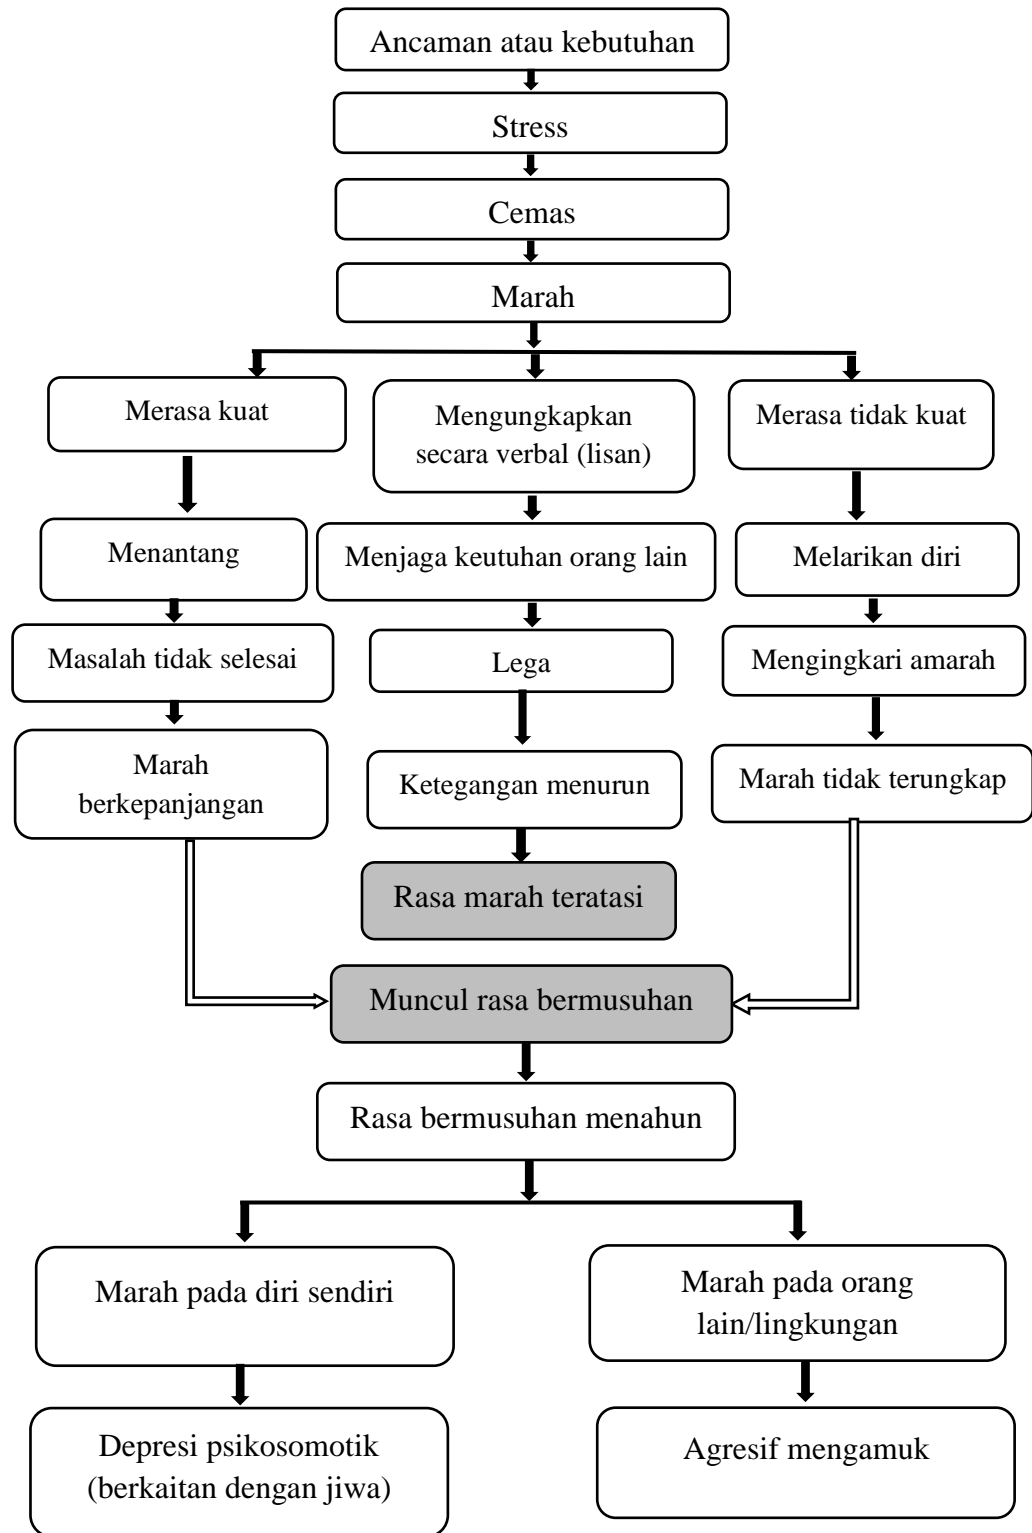 Ancaman atau kebutuhan
Stress
Cemas
Marah
Merasa kuat
Mengungkapkan
secara verbal (lisan)
Merasa tidak kuat
Menantang
Menjaga keutuhan orang lain
Melarikan diri
Masalah tidak selesai
Lega
Mengingkari amarah
Marah
berkepanjangan
Ketegangan menurun
Marah tidak terungkap
Rasa marah teratasi
Muncul rasa bermusuhan
Rasa bermusuhan menahun
Marah pada diri sendiri
Marah pada orang
lain/lingkungan
Depresi psikosomotik
(berkaitan dengan jiwa)
Agresif mengamuk